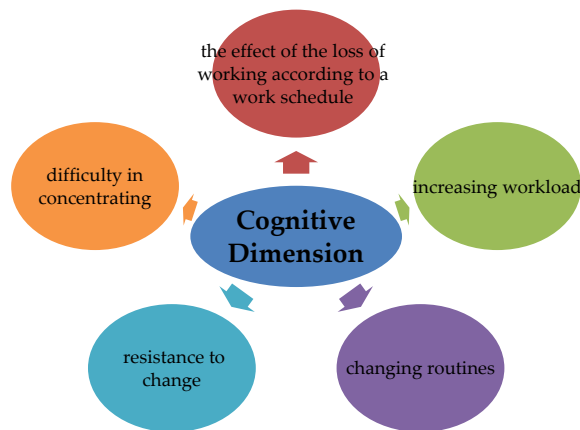 the effect of the loss of
working according to a
work schedule
difficulty in
concentrating
increasing workload
Cognitive
Dimension
resistance to
change
changing routines